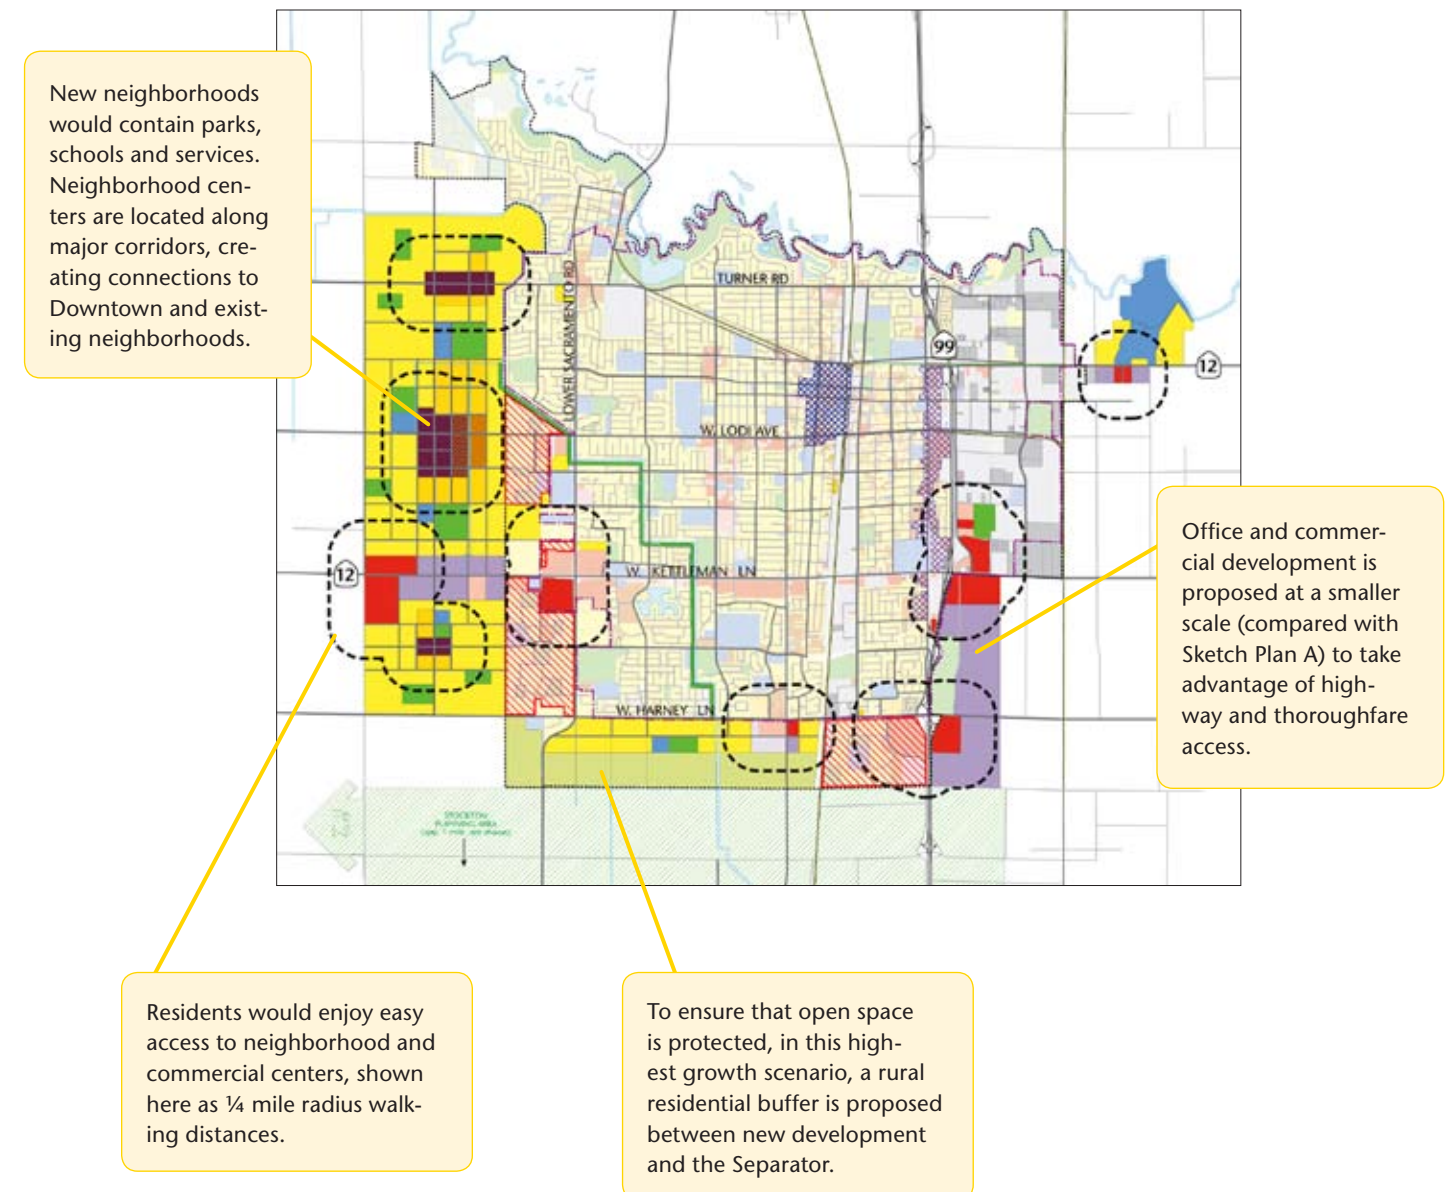 New neighborhoods
would contain parks,
schools and services.
Neighborhood cen-
ters are located along
major corridors, cre-
ating connections to
Downtown and exist-
ing neighborhoods.
LOWER SACRAMENTO RD
TURNER RD
99
12
W. LODI AVE
Office and commer-
cial development is
proposed at a smaller
scale (compared with
Sketch Plan A) to take
advantage of high-
way and thoroughfare
access.
12
W. KETTLEMAN LN
W. HARNEY LN
STOCKTON
PLANNING AREA
Residents would enjoy easy
access to neighborhood and
commercial centers, shown
here as ¼ mile radius walk-
ing distances.
To ensure that open space
is protected, in this high-
est growth scenario, a rural
residential buffer is proposed
between new development
and the Separator.